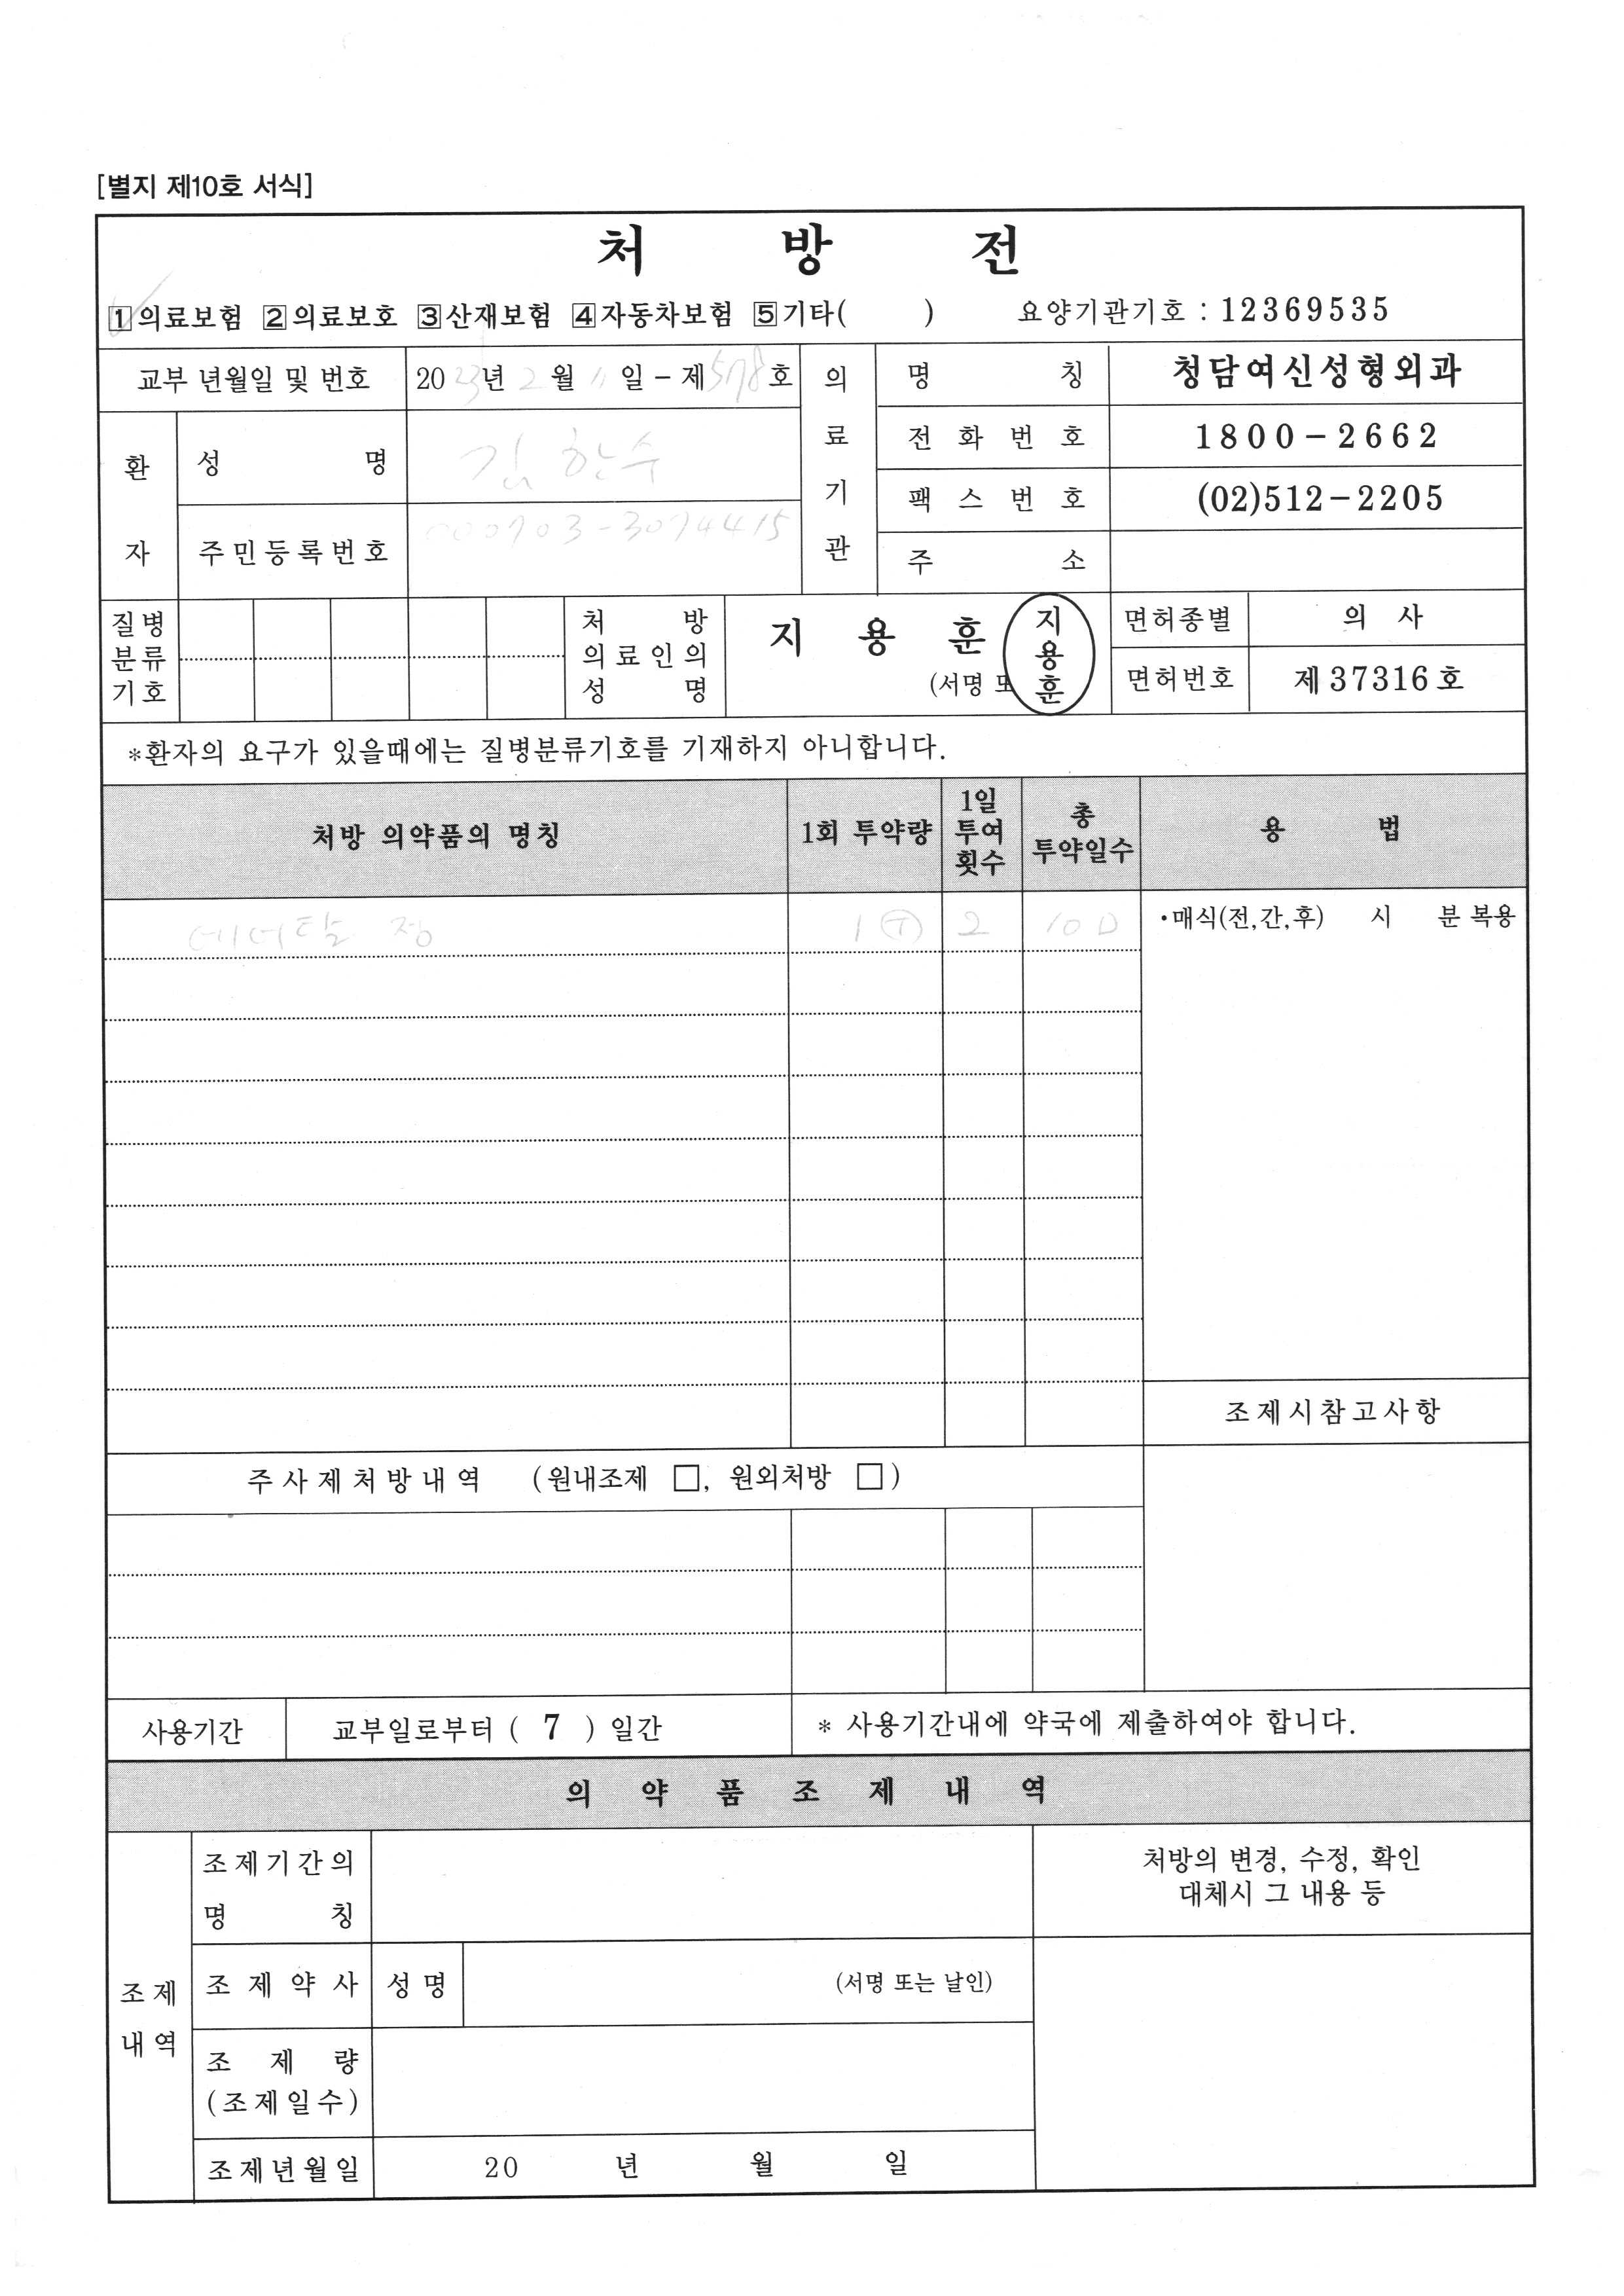 [별지 제10호 서식]
처 방 전
1 의료보험 2 의료보호 3 산재보험 4 자동차보험 5 기타( ) 요양기관기호 : 12369535
교부 년월일 및 번호 2023년 2월 11일 - 제578호
의료기관 명 칭 청담여신성형외과
전 화 번 호 1800-2662
팩 스 번 호 (02)512-2205
주 소
환 자 성 명 김한수
주민등록번호 000703-3074415
질병분류기호
처 방 의료인의 성 명 지 용 훈 (서명 또 지용훈
면허종별 의 사
면허번호 제 37316 호
*환자의 요구가 있을때에는 질병분류기호를 기재하지 아니합니다.
처방 의약품의 명칭 1회 투약량 1일 투여 횟수 총 투약일수 용 법
정 1 T 2 10 D ·매식(전,간,후) 시 분 복용
조제시참고사항
주사제처방내역 (원내조제 □, 원외처방 □)
사용기간 교부일로부터 ( 7 ) 일간 * 사용기간내에 약국에 제출하여야 합니다.
의 약 품 조 제 내 역
조제 내역
조제기간의 명 칭
처방의 변경, 수정, 확인
대체시 그 내용 등
조 제 약 사 성 명 (서명 또는 날인)
조 제 량
(조제일수)
조제년월일 20 년 월 일